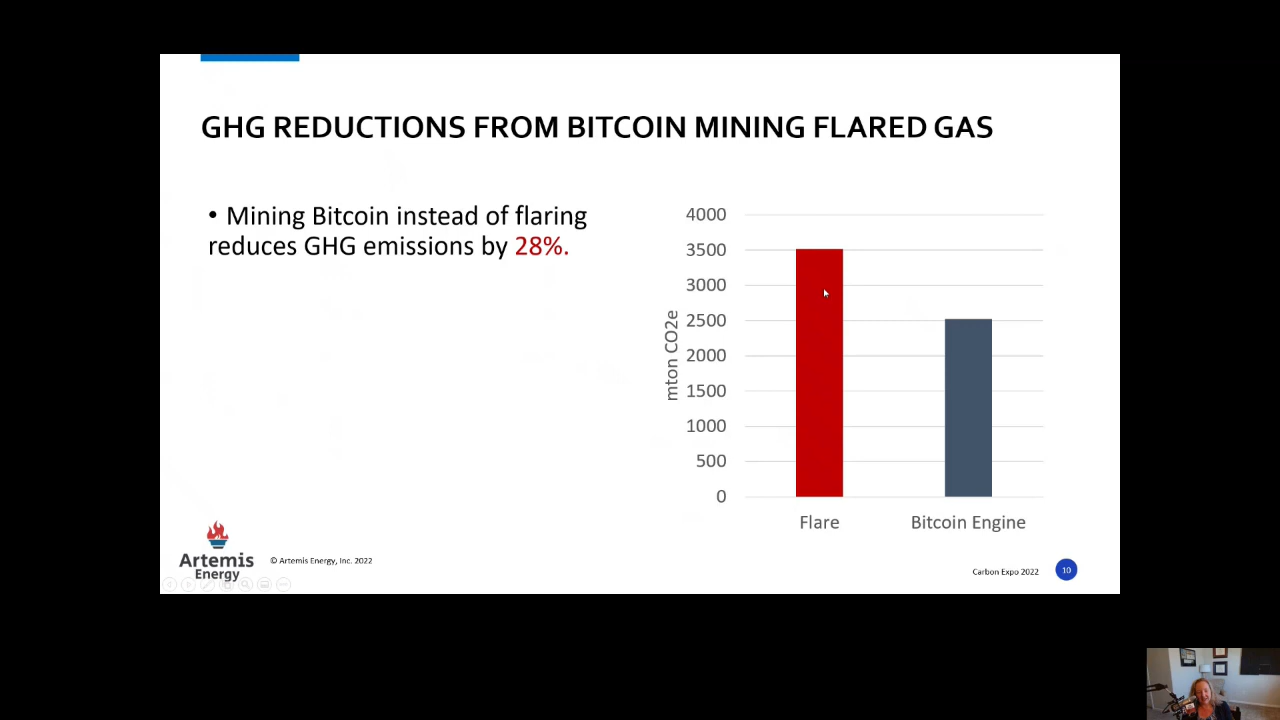 GHG REDUCTIONS FROM BITCOIN MINING FLARED GAS
• Mining Bitcoin instead of flaring
reduces GHG emissions by 28%.
mton CO2e
4000
3500
3000
2500
2000
1500
1000
500
0
Flare
Bitcoin Engine
Artemis
Energy
© Artemis Energy, Inc. 2022
Carbon Expo 2022
10